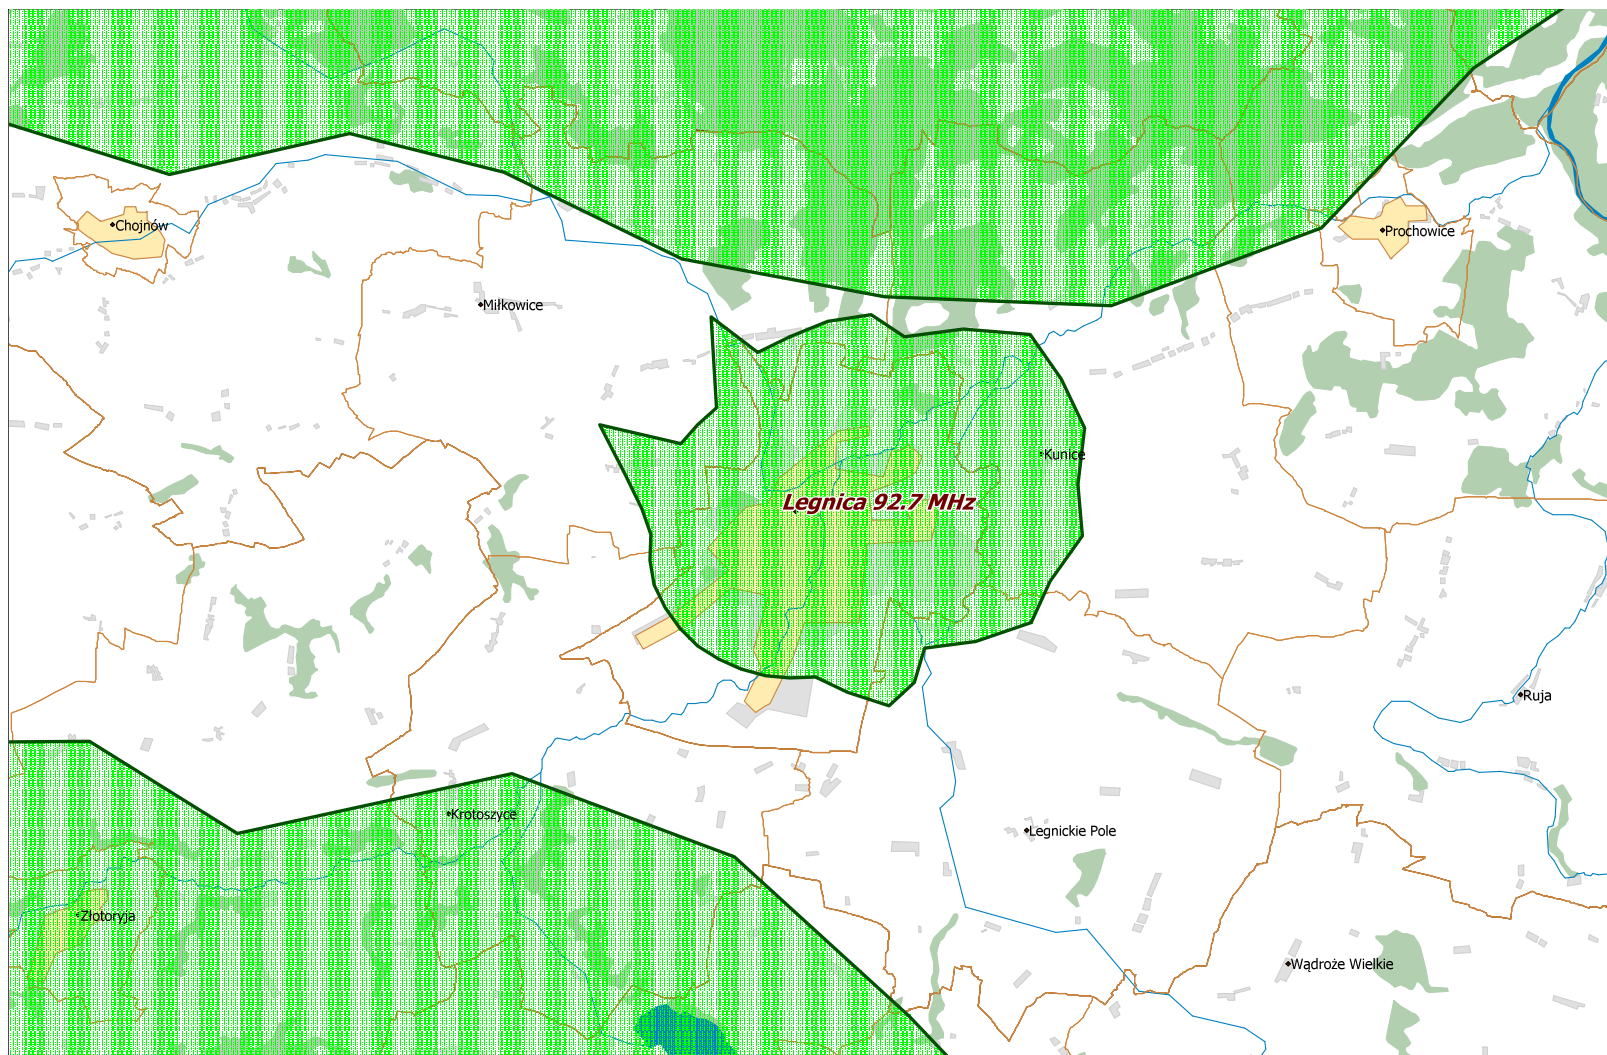 Chojnów
Prochowice
Miłkowice
Kunice
Legnica 92.7 MHz
Ruja
Krotoszyce
Legnickie Pole
Złotoryja
Wądroże Wielkie